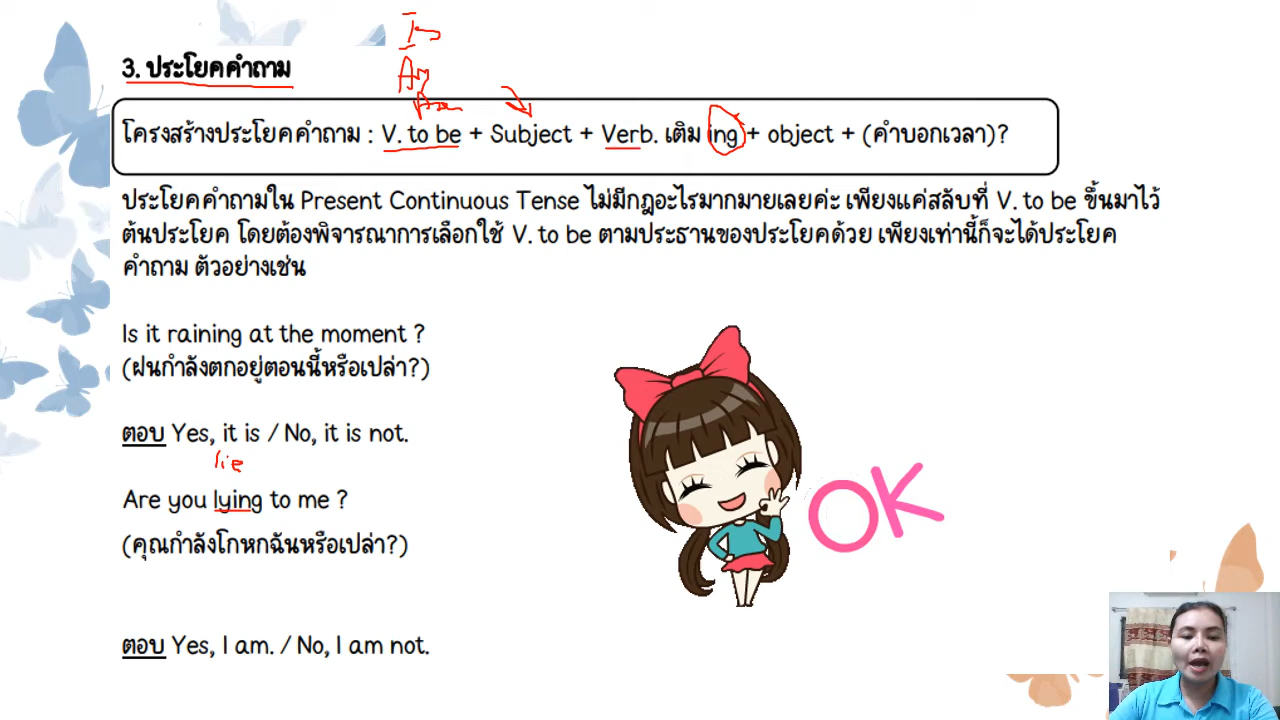 Is
Am
Are
3. ประโยคคำถาม
โครงสร้างประโยคคำถาม : V. to be + Subject + Verb. เติม ing + object + (คำบอกเวลา)?
ประโยคคำถามใน Present Continuous Tense ไม่มีกฎอะไรมากมายเลยค่ะ เพียงแค่สลับที่ V. to be ขึ้นมาไว้
ต้นประโยค โดยต้องพิจารณาการเลือกใช้ V. to be ตามประธานของประโยคด้วย เพียงเท่านี้ก็จะได้ประโยค
คำถาม ตัวอย่างเช่น
Is it raining at the moment ?
(ฝนกำลังตกอยู่ตอนนี้หรือเปล่า?)
ตอบ Yes, it is / No, it is not.
lie
Are you lying to me ?
(คุณกำลังโกหกฉันหรือเปล่า?)
OK
ตอบ Yes, I am. / No, I am not.